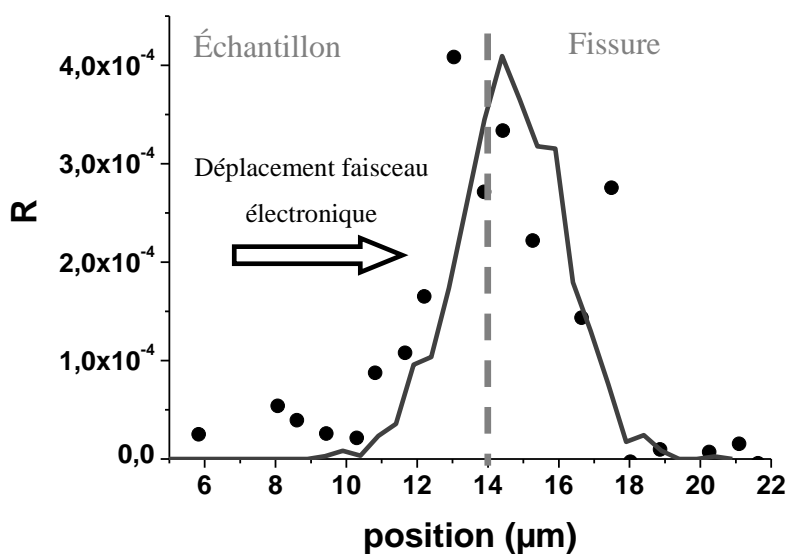 Échantillon
Fissure
4,0x10⁻⁴
3,0x10⁻⁴
Déplacement faisceau
électronique
R
2,0x10⁻⁴
1,0x10⁻⁴
0,0
6 8 10 12 14 16 18 20 22
position (µm)